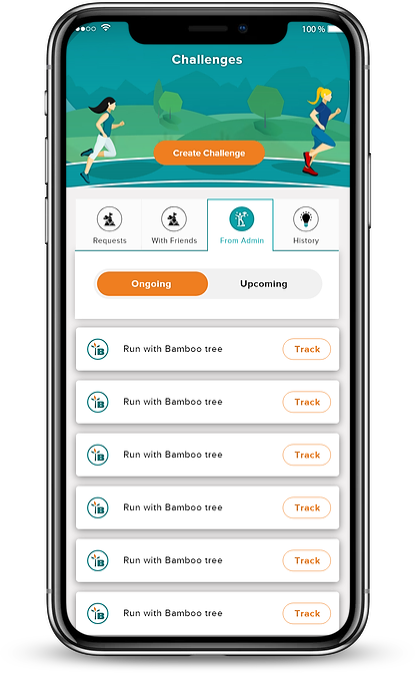 100 %
Challenges
Create Challenge
Requests
With Friends
From Admin
History
Ongoing
Upcoming
Run with Bamboo tree
Track
Run with Bamboo tree
Track
Run with Bamboo tree
Track
Run with Bamboo tree
Track
Run with Bamboo tree
Track
Run with Bamboo tree
Track